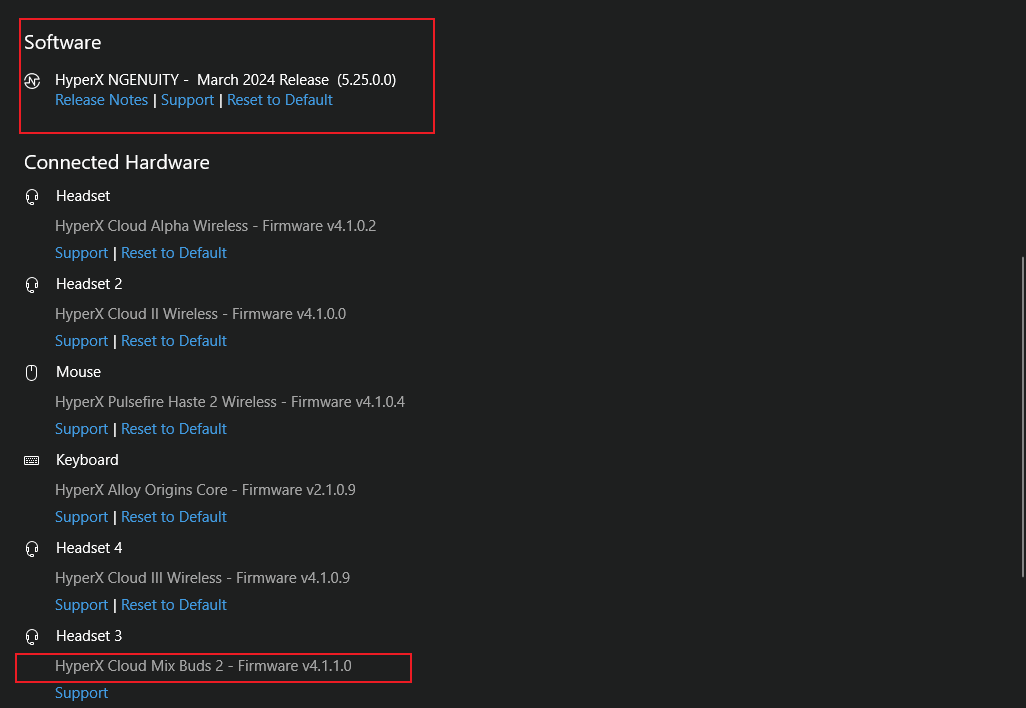 Software
HyperX NGENUITY - March 2024 Release (5.25.0.0)
Release Notes | Support | Reset to Default
Connected Hardware
Headset
HyperX Cloud Alpha Wireless - Firmware v4.1.0.2
Support | Reset to Default
Headset 2
HyperX Cloud II Wireless - Firmware v4.1.0.0
Support | Reset to Default
Mouse
HyperX Pulsefire Haste 2 Wireless - Firmware v4.1.0.4
Support | Reset to Default
Keyboard
HyperX Alloy Origins Core - Firmware v2.1.0.9
Support | Reset to Default
Headset 4
HyperX Cloud III Wireless - Firmware v4.1.0.9
Support | Reset to Default
Headset 3
HyperX Cloud Mix Buds 2 - Firmware v4.1.1.0
Support